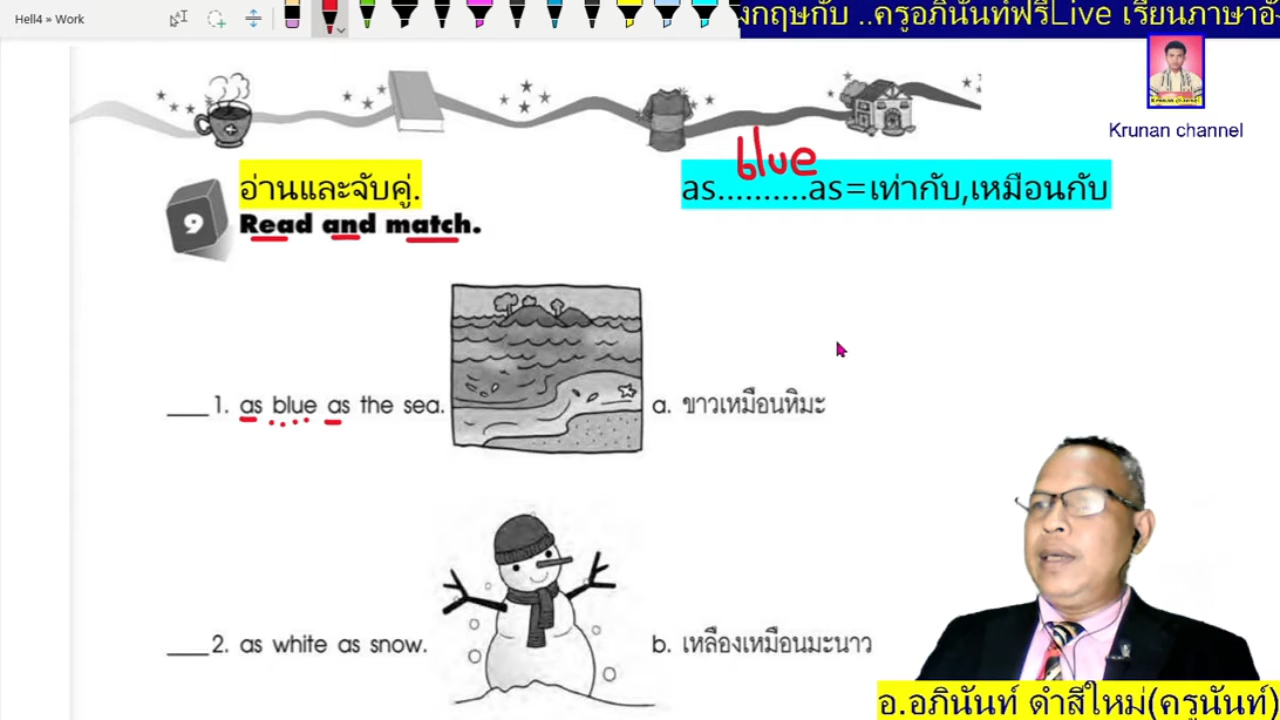 Hell4 » Work
งกฤษกับ ..ครูอภินันท์ฟรีLive เรียนภาษาอัง
Krunan channel
blue
อ่านและจับคู่.
as..........as=เท่ากับ,เหมือนกับ
9
Read and match.
____1. as blue as the sea.
a. ขาวเหมือนหิมะ
____2. as white as snow.
b. เหลืองเหมือนมะนาว
อ.อภินันท์ ดำสีใหม่(ครูนันท์)